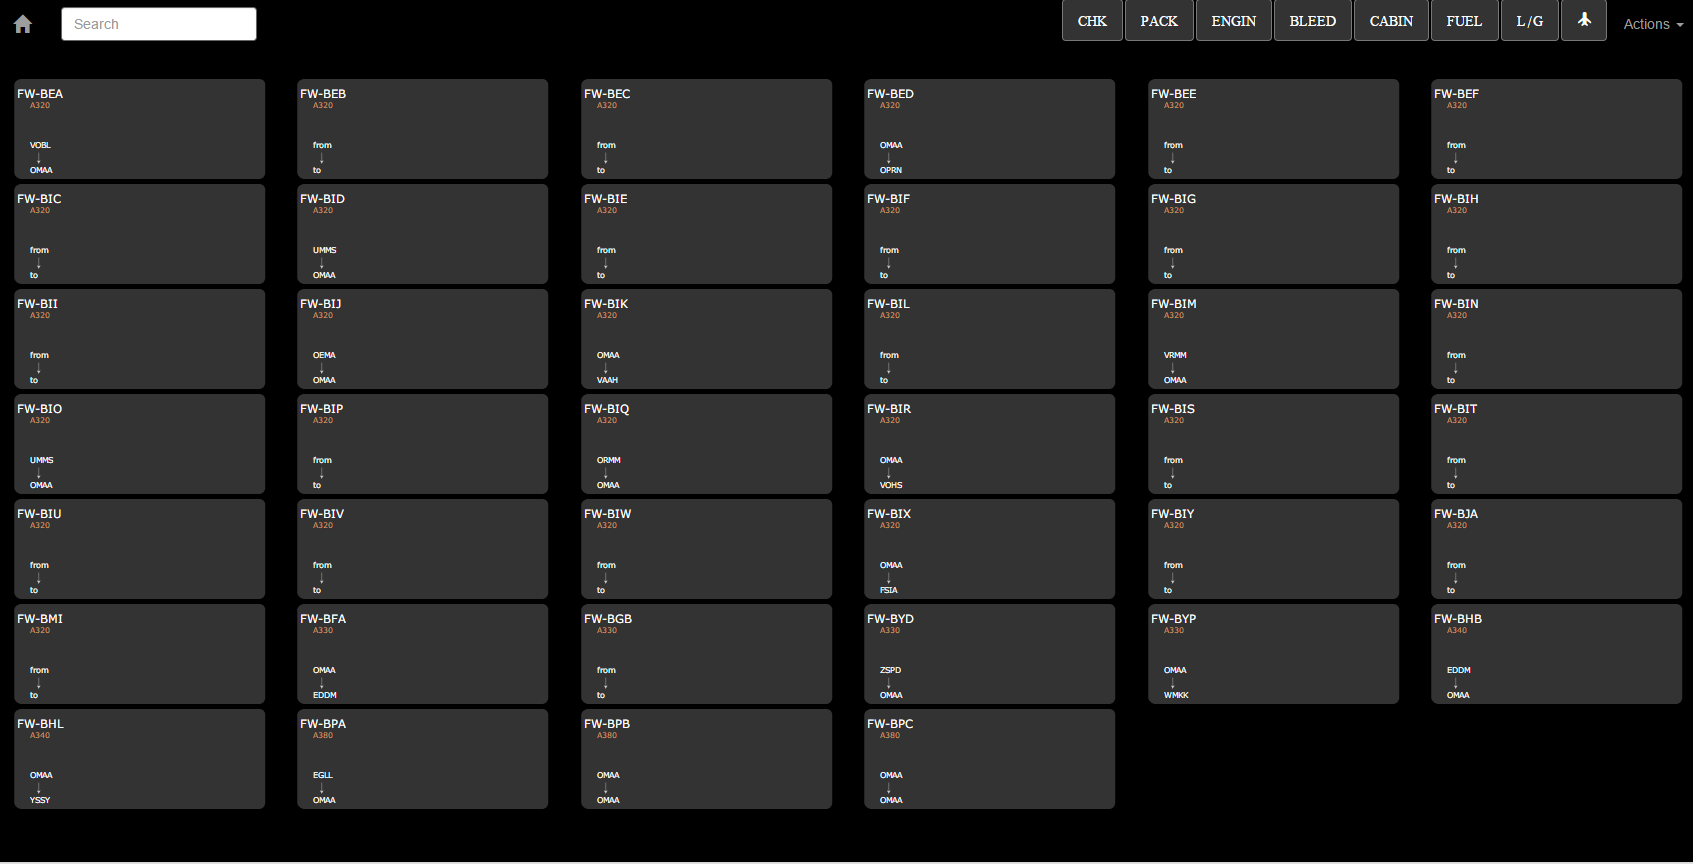 Search
CHK PACK ENGIN BLEED CABIN FUEL L/G Actions
FW-BEA
A320
VOBL
↓
OMAA
FW-BEB
A320
from
↓
to
FW-BEC
A320
from
↓
to
FW-BED
A320
OMAA
↓
OPRN
FW-BEE
A320
from
↓
to
FW-BEF
A320
from
↓
to
FW-BIC
A320
from
↓
to
FW-BID
A320
UMMS
↓
OMAA
FW-BIE
A320
from
↓
to
FW-BIF
A320
from
↓
to
FW-BIG
A320
from
↓
to
FW-BIH
A320
from
↓
to
FW-BII
A320
from
↓
to
FW-BIJ
A320
OEMA
↓
OMAA
FW-BIK
A320
OMAA
↓
VAAH
FW-BIL
A320
from
↓
to
FW-BIM
A320
VRMM
↓
OMAA
FW-BIN
A320
from
↓
to
FW-BIO
A320
UMMS
↓
OMAA
FW-BIP
A320
from
↓
to
FW-BIQ
A320
ORMM
↓
OMAA
FW-BIR
A320
OMAA
↓
VOHS
FW-BIS
A320
from
↓
to
FW-BIT
A320
from
↓
to
FW-BIU
A320
from
↓
to
FW-BIV
A320
from
↓
to
FW-BIW
A320
from
↓
to
FW-BIX
A320
OMAA
↓
FSIA
FW-BIY
A320
from
↓
to
FW-BJA
A320
from
↓
to
FW-BMI
A320
from
↓
to
FW-BFA
A330
OMAA
↓
EDDM
FW-BGB
A330
from
↓
to
FW-BYD
A330
ZSPD
↓
OMAA
FW-BYP
A330
OMAA
↓
WMKK
FW-BHB
A340
EDDM
↓
OMAA
FW-BHL
A340
OMAA
↓
YSSY
FW-BPA
A380
EGLL
↓
OMAA
FW-BPB
A380
OMAA
↓
OMAA
FW-BPC
A380
OMAA
↓
OMAA